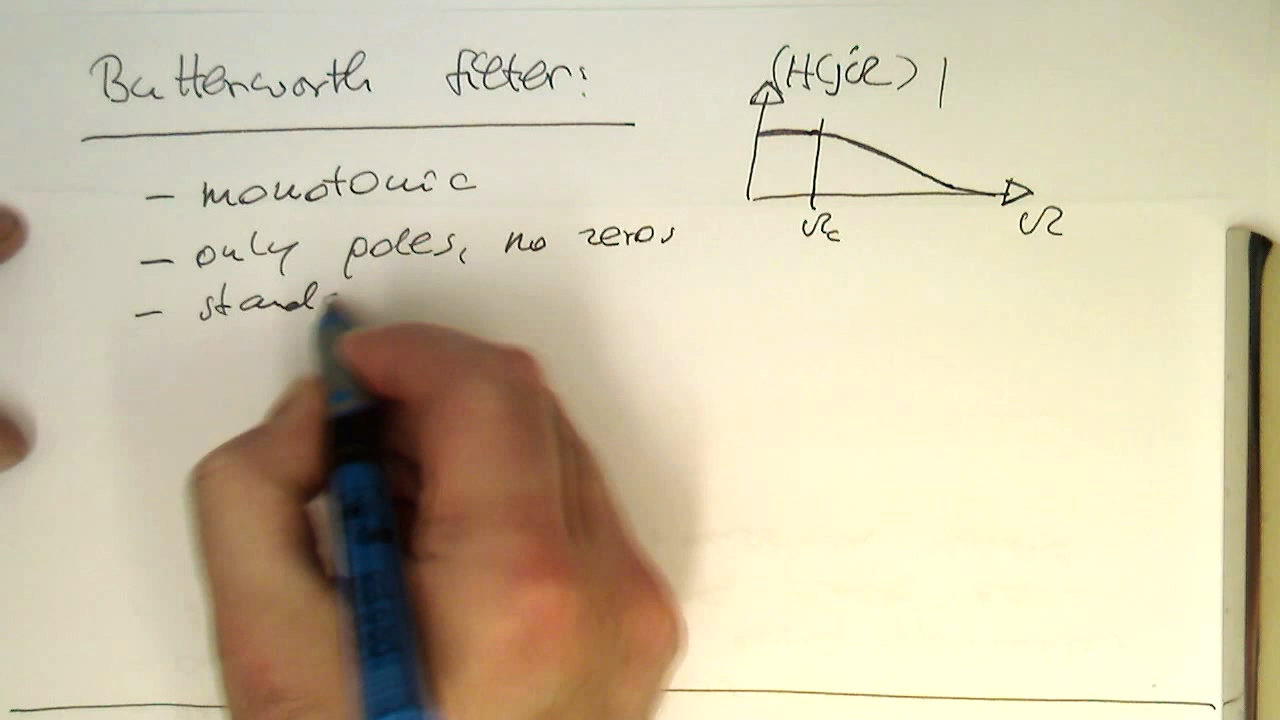 Butterworth filter:
|H(jΩ)|
- monotonic
- only poles, no zeros
- stand
Ωc
Ω